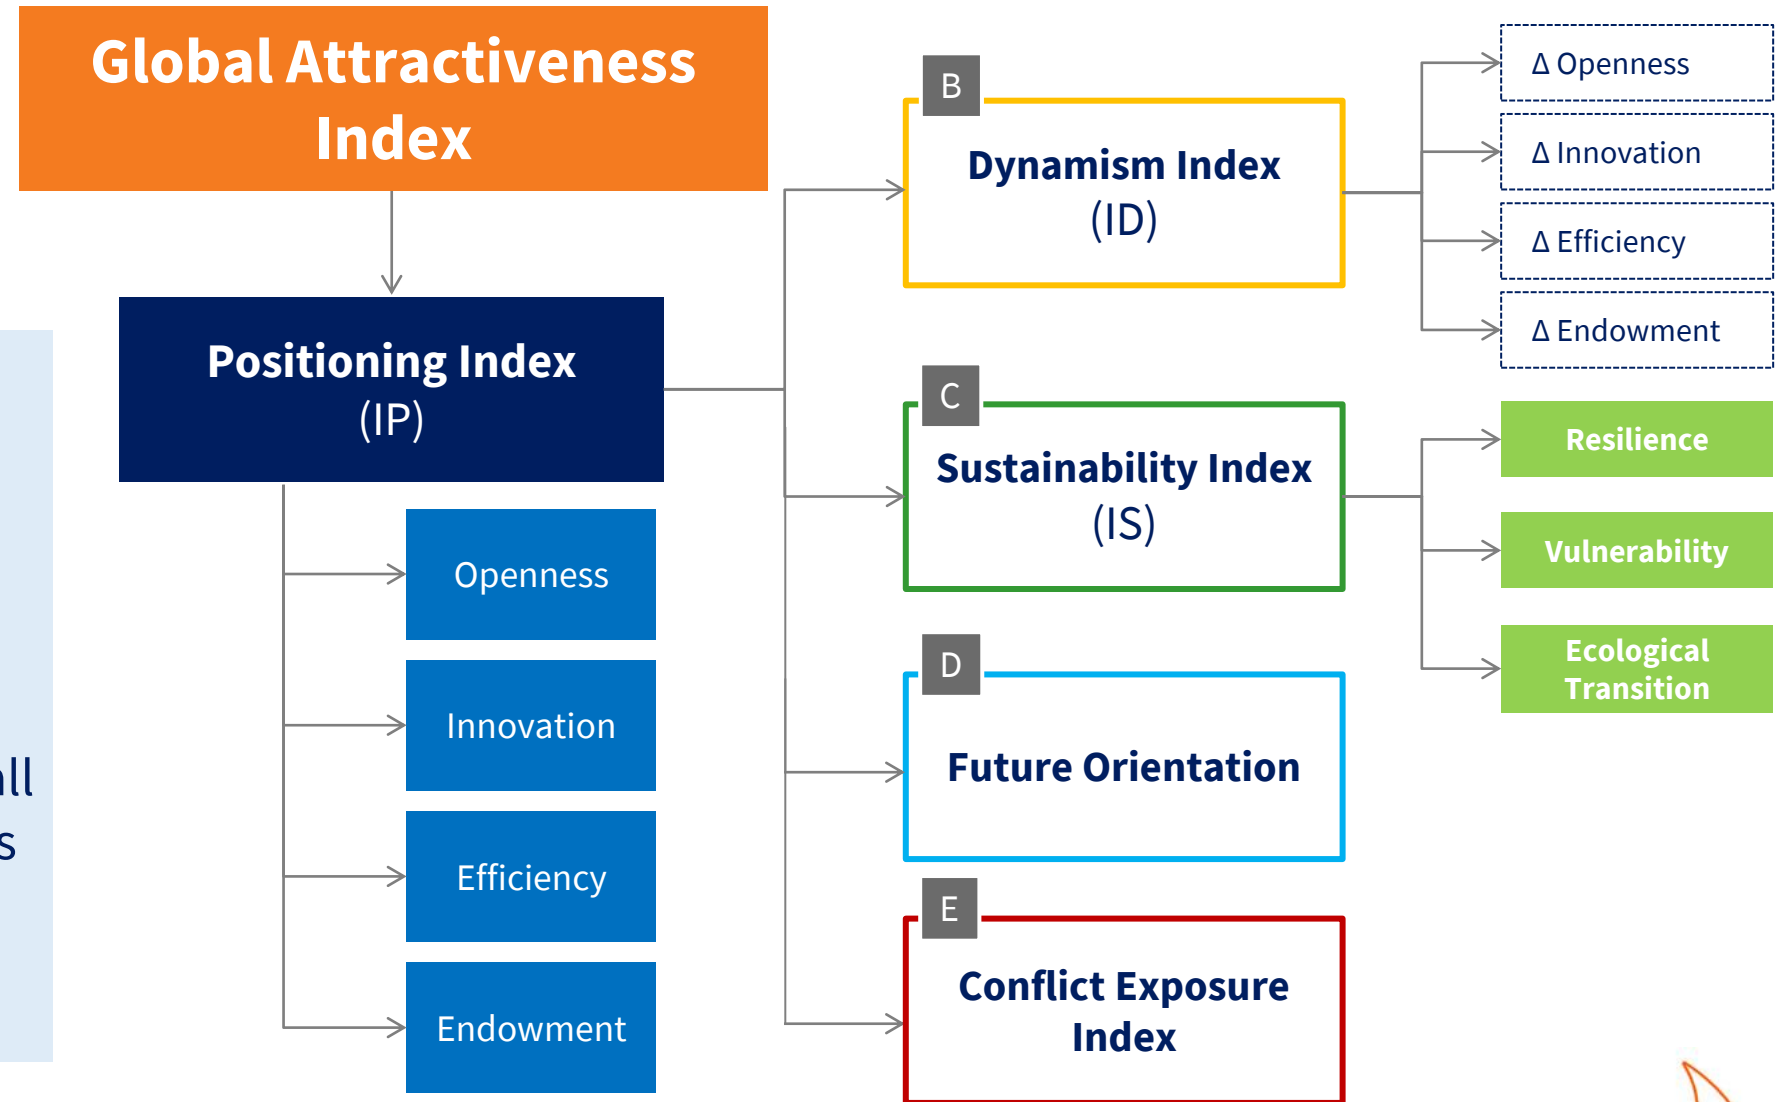 Global Attractiveness
Index
Positioning Index
(IP)
Openness
Innovation
Efficiency
Endowment
B
Dynamism Index
(ID)
Δ Openness
Δ Innovation
Δ Efficiency
Δ Endowment
C
Sustainability Index
(IS)
Resilience
Vulnerability
Ecological
Transition
D
Future Orientation
E
Conflict Exposure
Index